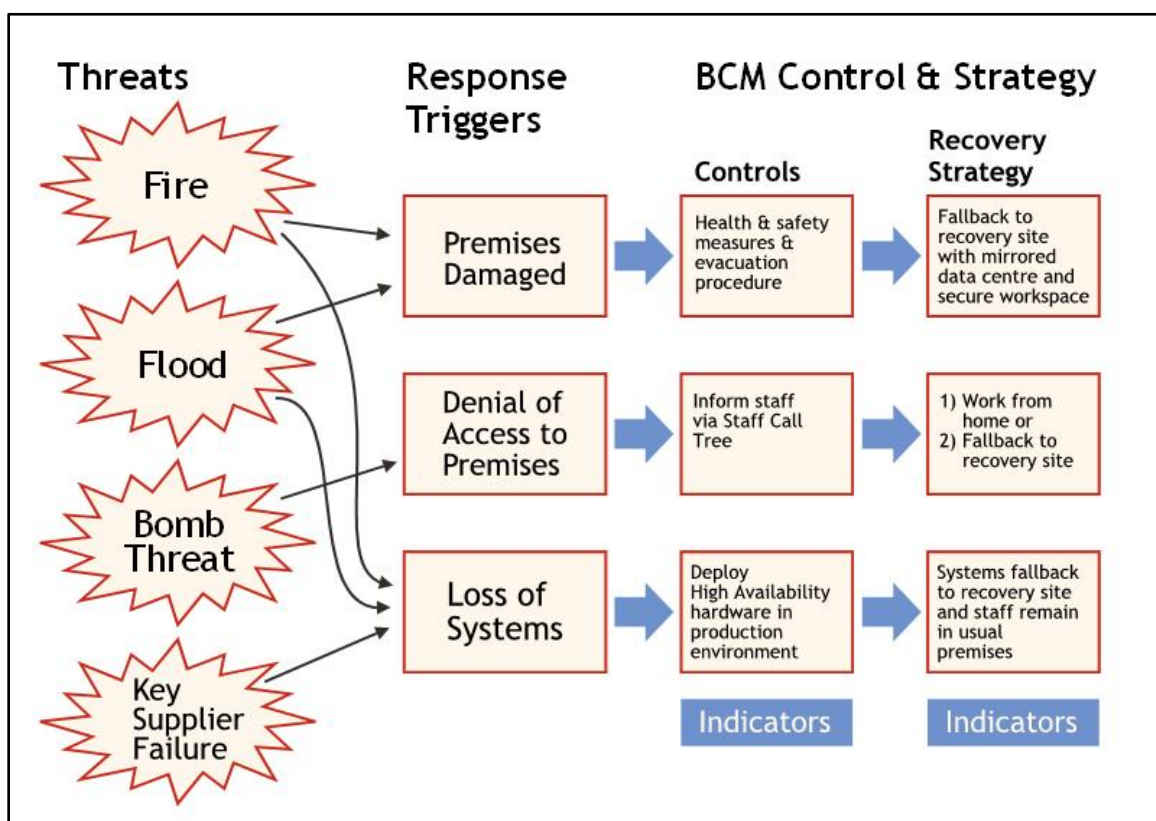 Threats
Response
Triggers
BCM Control & Strategy
Controls
Recovery
Strategy
Fire
Premises
Damaged
Health & safety
measures &
evacuation
procedure
Fallback to
recovery site
with mirrored
data centre and
secure workspace
Flood
Denial of
Access to
Premises
Inform staff
via Staff Call
Tree
1) Work from
home or
2) Fallback to
recovery site
Bomb
Threat
Loss of
Systems
Deploy
High Availability
hardware in
production
environment
Systems fallback
to recovery site
and staff remain
in usual
premises
Key
Supplier
Failure
Indicators
Indicators